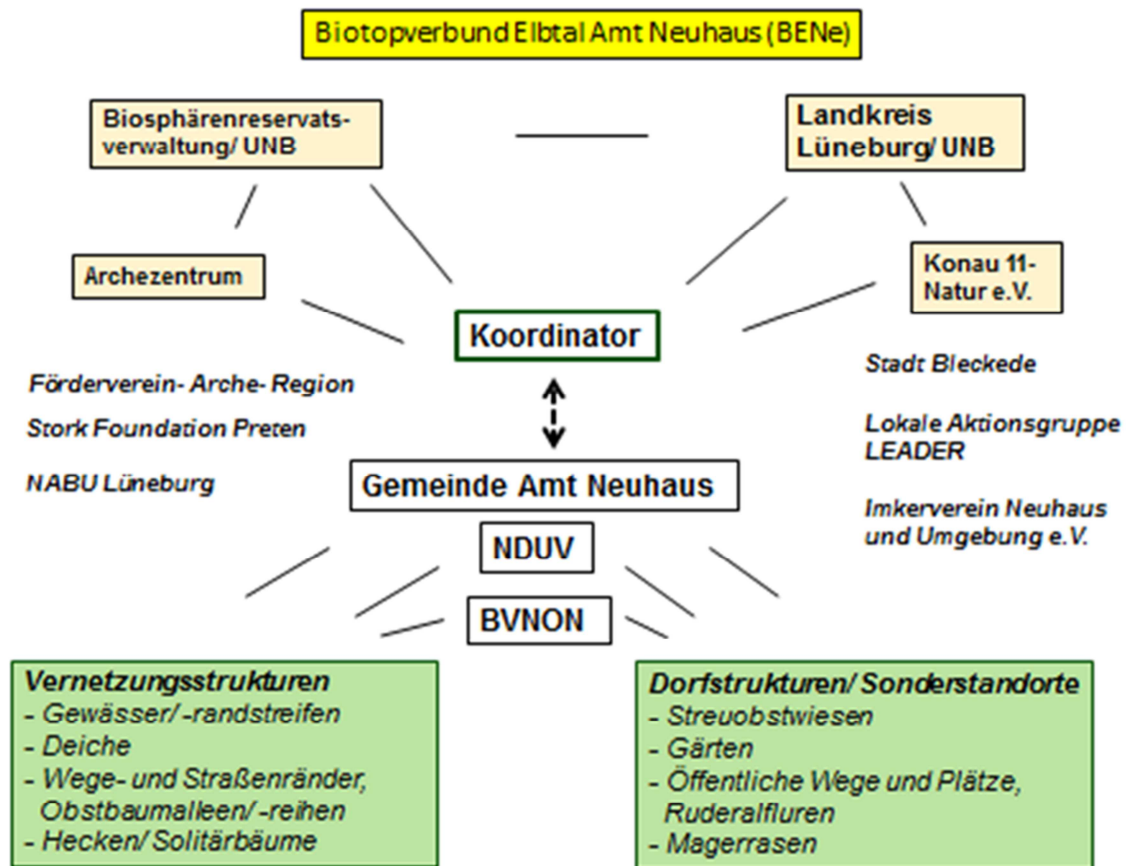 Biotopverbund Elbtal Amt Neuhaus (BENe)
Biosphärenreservats-
verwaltung/ UNB
Landkreis
Lüneburg/ UNB
Archezentrum
Konau 11-
Natur e.V.
Koordinator
Förderverein- Arche- Region
Stork Foundation Preten
NABU Lüneburg
Stadt Bleckede
Lokale Aktionsgruppe
LEADER
Imkerverein Neuhaus
und Umgebung e.V.
Gemeinde Amt Neuhaus
NDUV
BVNON
Vernetzungsstrukturen
- Gewässer/ -randstreifen
- Deiche
- Wege- und Straßenränder,
Obstbaumalleen/ -reihen
- Hecken/ Solitärbäume
Dorfstrukturen/ Sonderstandorte
- Streuobstwiesen
- Gärten
- Öffentliche Wege und Plätze,
Ruderalfluren
- Magerrasen